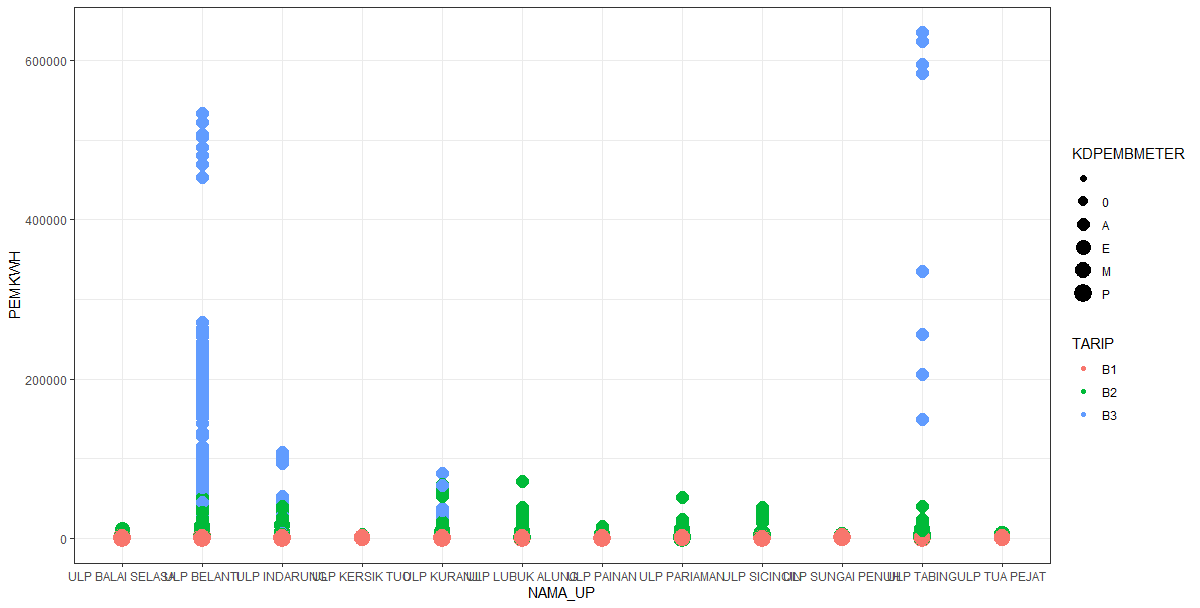 600000
400000
200000
0
PEMKWH
ULP BALAI SELASA ULP BELANTI ULP INDARUNG ULP KERSIK TUO ULP KURANJI ULP LUBUK ALUNG ULP PAINAN ULP PARIAMAN ULP SICINCIN ULP SUNGAI PENUH ULP TABING ULP TUA PEJAT
NAMA_UP
KDPEMBMETER
0
A
E
M
P
TARIP
B1
B2
B3